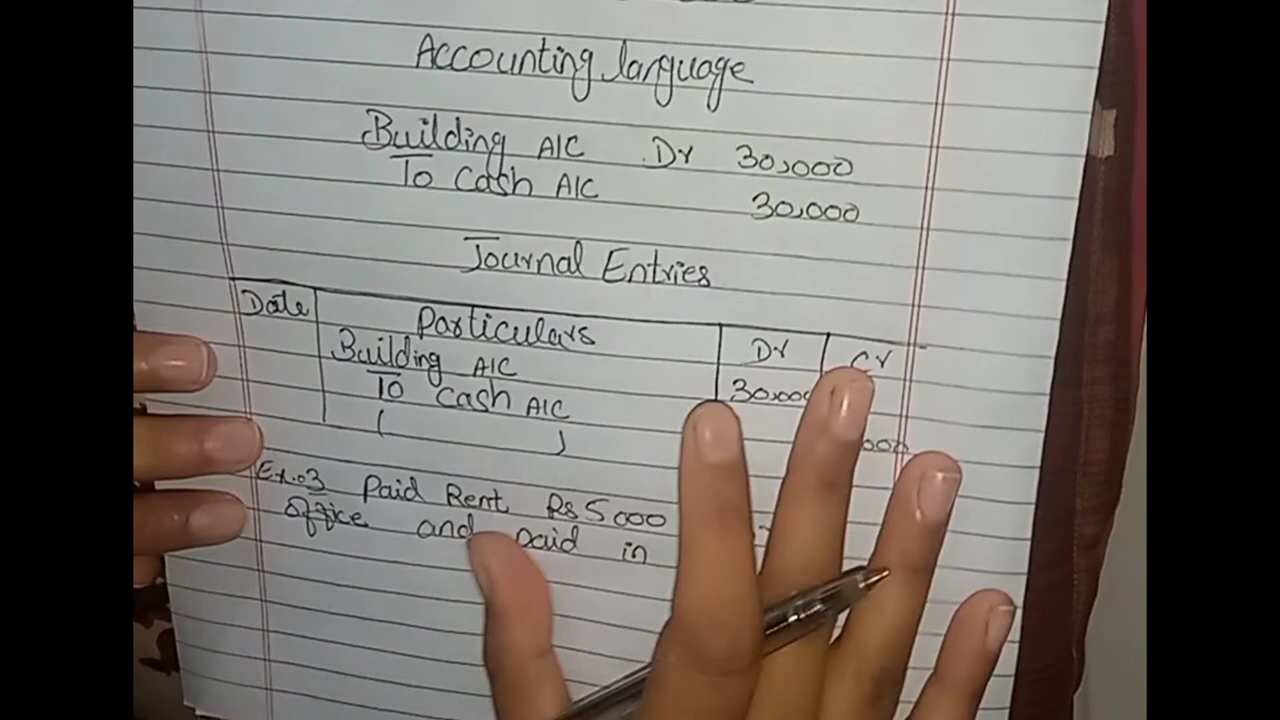 Accounting language
Building A/C Dr 30,000
To Cash A/C 30,000
Journal Entries
Date Particulars Dr Cr
Building A/C 30,000
To Cash A/C
( )
Ex.03 Paid Rent Rs 5000
Office and paid in